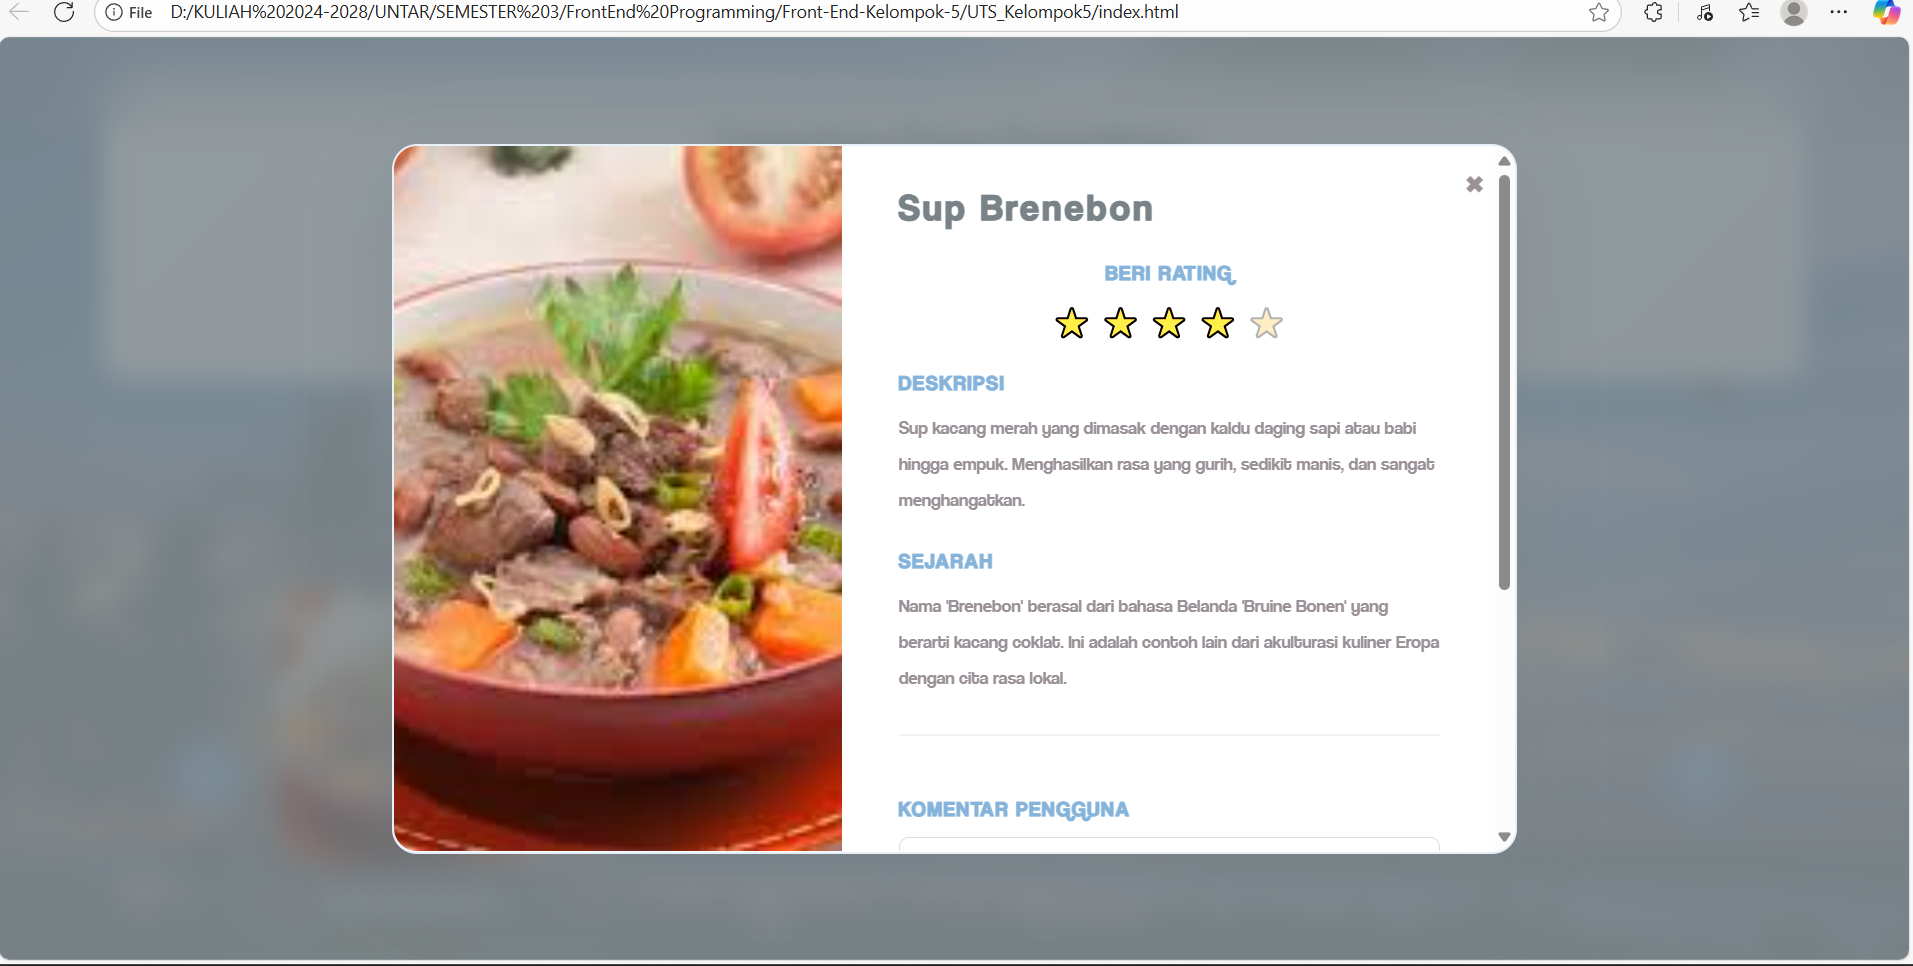 File
D:/KULIAH%202024-2028/UNTAR/SEMESTER%203/FrontEnd%20Programming/Front-End-Kelompok-5/UTS_Kelompok5/index.html
Sup Brenebon
BERI RATING
DESKRIPSI
Sup kacang merah yang dimasak dengan kaldu daging sapi atau babi
hingga empuk. Menghasilkan rasa yang gurih, sedikit manis, dan sangat
menghangatkan.
SEJARAH
Nama 'Brenebon' berasal dari bahasa Belanda 'Bruine Bonen' yang
berarti kacang coklat. Ini adalah contoh lain dari akulturasi kuliner Eropa
dengan cita rasa lokal.
KOMENTAR PENGGUNA